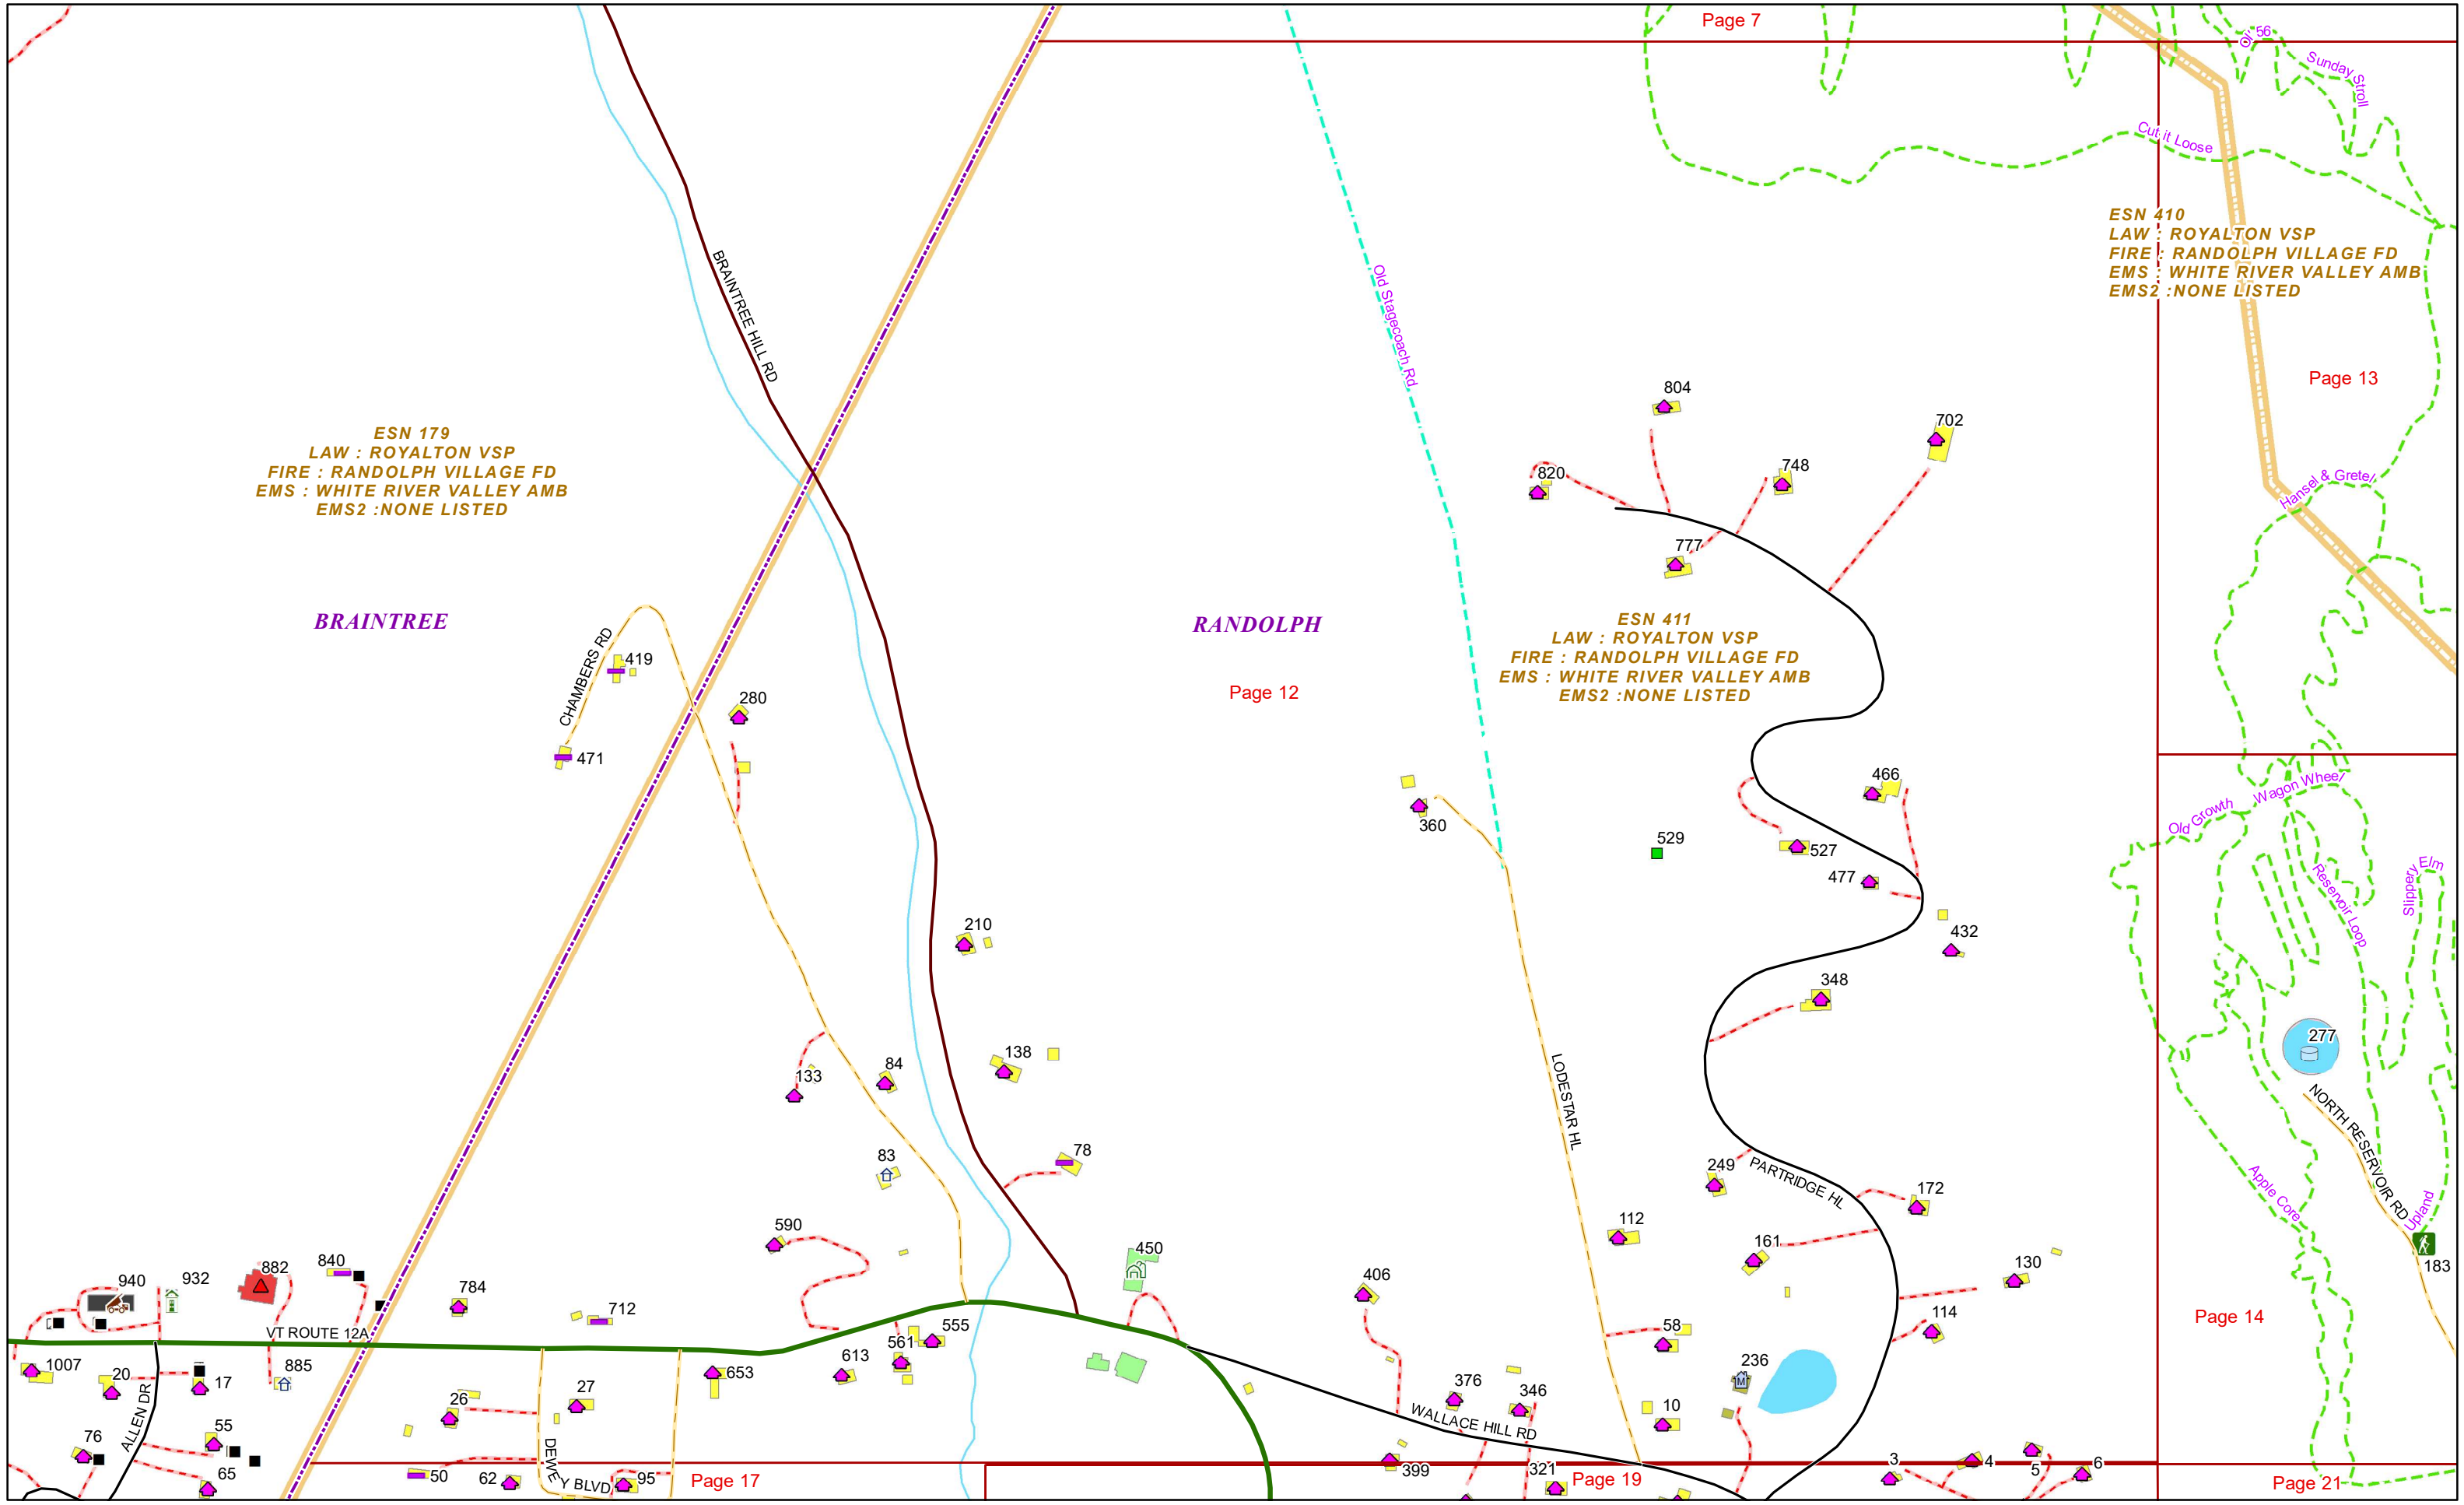 Page 7
Ol' 56
Sunday Stroll
Cut it Loose
ESN 410
LAW : ROYALTON VSP
FIRE : RANDOLPH VILLAGE FD
EMS : WHITE RIVER VALLEY AMB
EMS2 :NONE LISTED
BRAINTREE HILL RD
Old Stagecoach Rd
Page 13
804
702
ESN 179
LAW : ROYALTON VSP
FIRE : RANDOLPH VILLAGE FD
EMS : WHITE RIVER VALLEY AMB
EMS2 :NONE LISTED
820
748
Hansel & Gretel
777
BRAINTREE
RANDOLPH
ESN 411
LAW : ROYALTON VSP
FIRE : RANDOLPH VILLAGE FD
EMS : WHITE RIVER VALLEY AMB
EMS2 :NONE LISTED
Page 12
CHAMBERS RD
419
280
471
466
360
529
527
477
Wagon Wheel
Old Growth
Reservoir Loop
Slippery Elm
210
432
348
277
138
84
133
LODESTAR HL
NORTH RESERVOIR RD
83
78
249
PARTRIDGE HL
172
Apple Core
Upland
590
112
161
450
183
130
940
932
882
840
784
712
406
114
Page 14
VT ROUTE 12A
555
561
58
1007
20
17
885
613
653
236
ALLEN DR
26
27
376
346
10
WALLACE HILL RD
76
55
65
50
62
DEWEY BLVD
95
Page 17
399
321
Page 19
3
4
5
6
Page 21